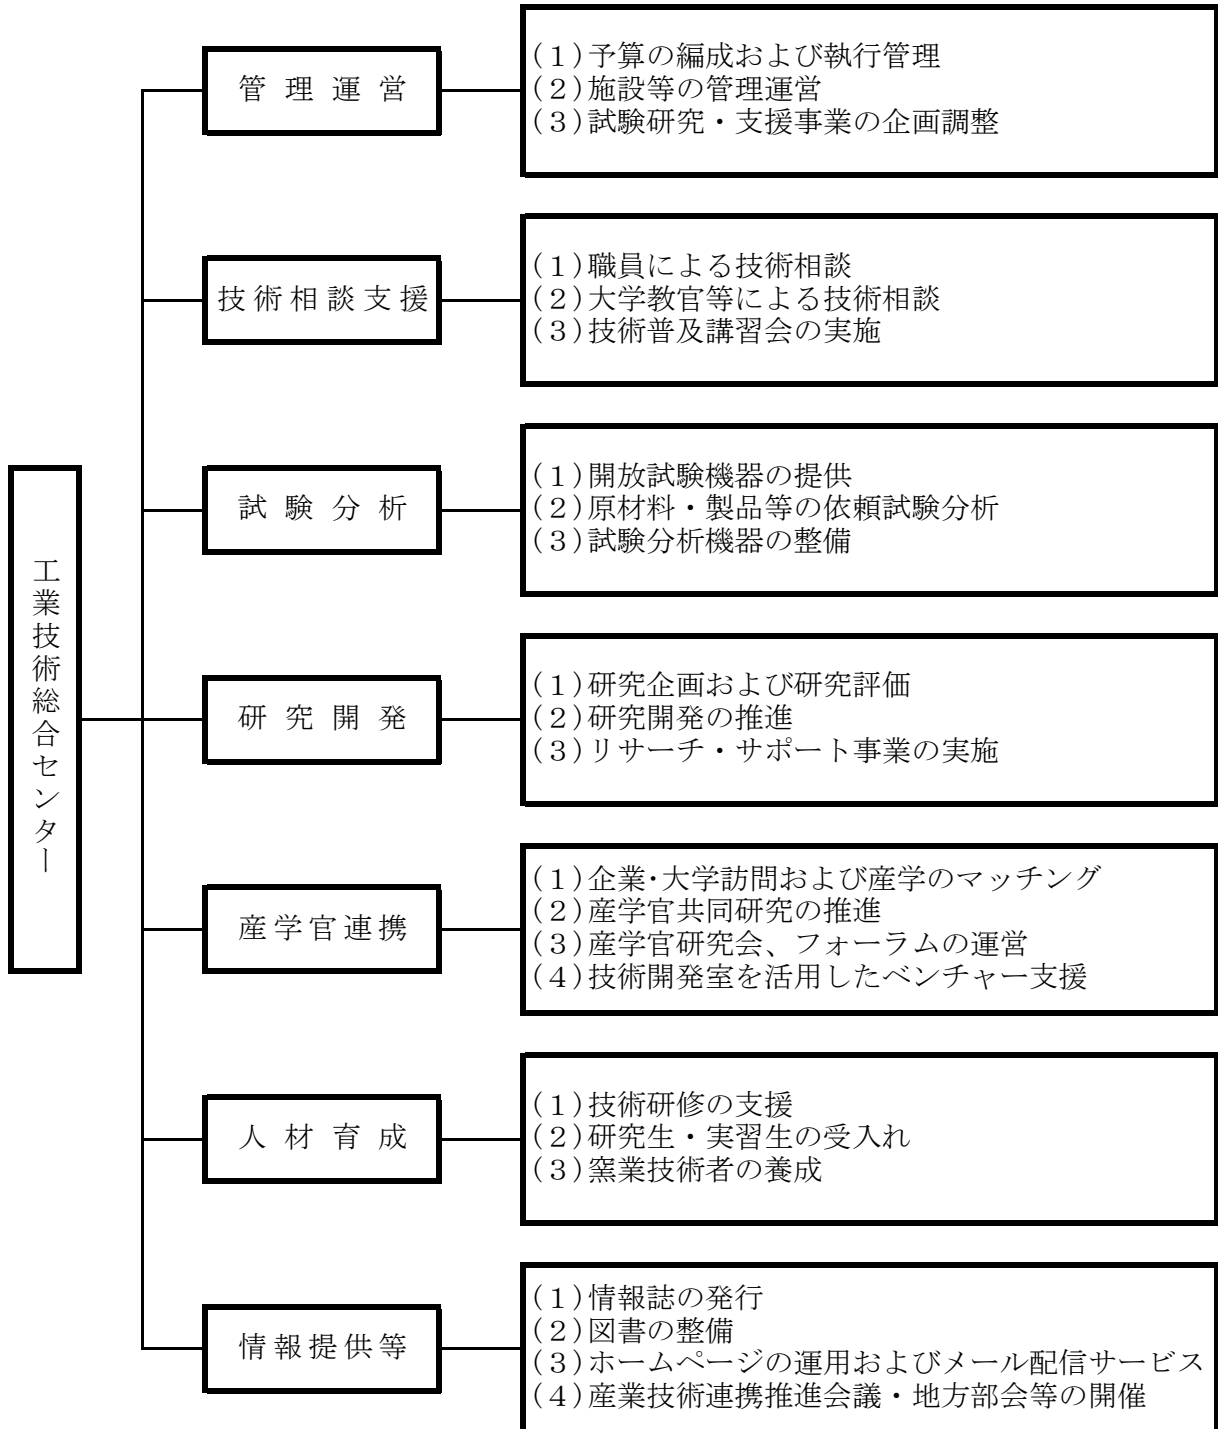 管理運営
(1)予算の編成および執行管理
(2)施設等の管理運営
(3)試験研究・支援事業の企画調整
技術相談支援
(1)職員による技術相談
(2)大学教官等による技術相談
(3)技術普及講習会の実施
工業技術総合センター
試験分析
(1)開放試験機器の提供
(2)原材料・製品等の依頼試験分析
(3)試験分析機器の整備
研究開発
(1)研究企画および研究評価
(2)研究開発の推進
(3)リサーチ・サポート事業の実施
産学官連携
(1)企業・大学訪問および産学のマッチング
(2)産学官共同研究の推進
(3)産学官研究会、フォーラムの運営
(4)技術開発室を活用したベンチャー支援
人材育成
(1)技術研修の支援
(2)研究生・実習生の受入れ
(3)窯業技術者の養成
情報提供等
(1)情報誌の発行
(2)図書の整備
(3)ホームページの運用およびメール配信サービス
(4)産業技術連携推進会議・地方部会等の開催